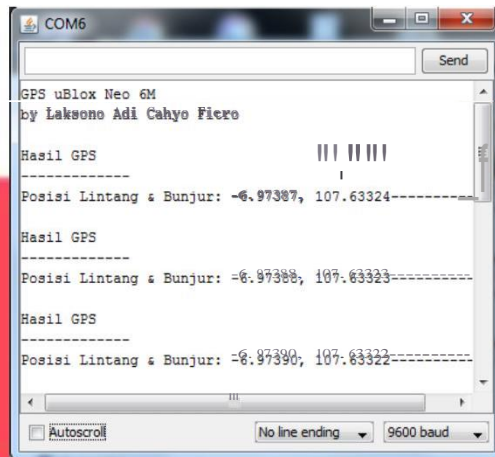 COM6
Send
GPS uBlox Neo 6M
by Laksono Adi Cahyo
Hasil GPS
-------------
Posisi Lintang & Bunjur: -6.97387, 107.63324----------
Hasil GPS
-------------
Posisi Lintang & Bunjur: -6.97388, 107.63323----------
Hasil GPS
-------------
Posisi Lintang & Bunjur: -6.97390, 107.63322----------
Autoscroll
No line ending
9600 baud